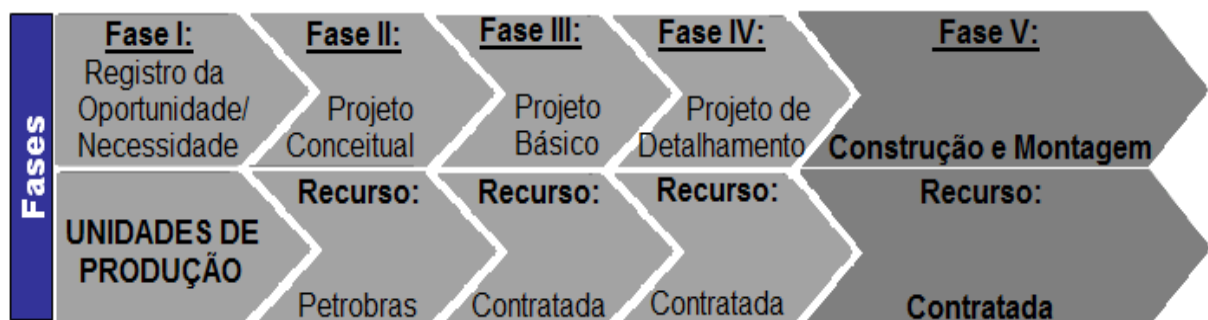 Fases
Fase I:
Registro da
Oportunidade/
Necessidade
Fase II:
Projeto
Conceitual
Fase III:
Projeto
Básico
Fase IV:
Projeto de
Detalhamento
Fase V:
Construção e Montagem
UNIDADES DE
PRODUÇÃO
Recurso:
Petrobras
Recurso:
Contratada
Recurso:
Contratada
Recurso:
Contratada